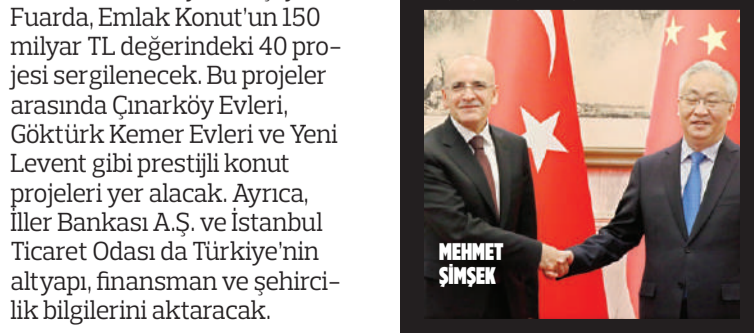 Fuarda, Emlak Konut’un 150
milyar TL değerindeki 40 pro-
jesi sergilenecek. Bu projeler
arasında Çınarköy Evleri,
Göktürk Kemer Evleri ve Yeni
Levent gibi prestijli konut
projeleri yer alacak. Ayrıca,
İller Bankası A.Ş. ve İstanbul
Ticaret Odası da Türkiye’nin
altyapı, finansman ve şehirci-
lik bilgilerini aktaracak.
MEHMET
ŞİMŞEK